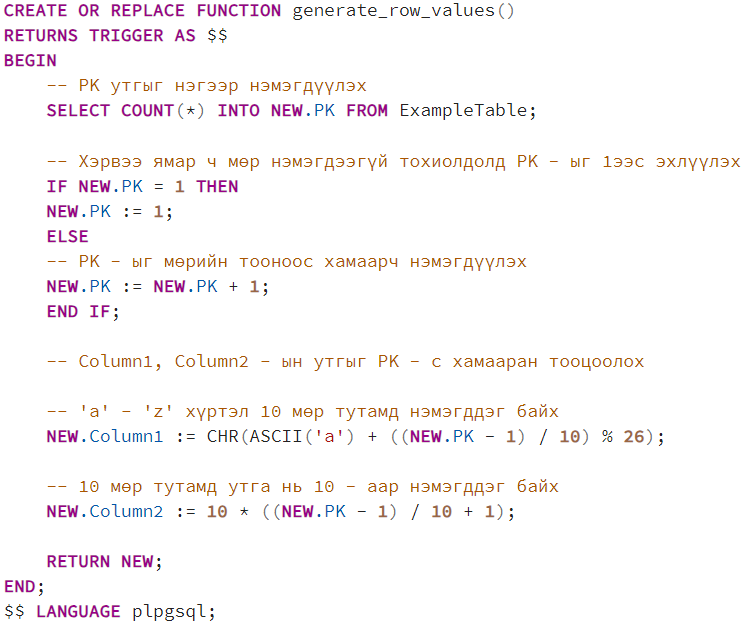 CREATE OR REPLACE FUNCTION generate_row_values()
RETURNS TRIGGER AS $$
BEGIN
    -- PK утгыг нэгээр нэмэгдүүлэх
    SELECT COUNT(*) INTO NEW.PK FROM ExampleTable;

    -- Хэрвээ ямар ч мөр нэмэгдээгүй тохиолдолд PK - ыг 1ээс эхлүүлэх
    IF NEW.PK = 1 THEN
    NEW.PK := 1;
    ELSE
    -- PK - ыг мөрийн тооноос хамаарч нэмэгдүүлэх
    NEW.PK := NEW.PK + 1;
    END IF;

    -- Column1, Column2 - ын утгыг PK - с хамааран тооцоолох

    -- 'a' - 'z' хүртэл 10 мөр тутамд нэмэгддэг байх
    NEW.Column1 := CHR(ASCII('a') + ((NEW.PK - 1) / 10) % 26);

    -- 10 мөр тутамд утга нь 10 - аар нэмэгддэг байх
    NEW.Column2 := 10 * ((NEW.PK - 1) / 10 + 1);

    RETURN NEW;
END;
$$ LANGUAGE plpgsql;